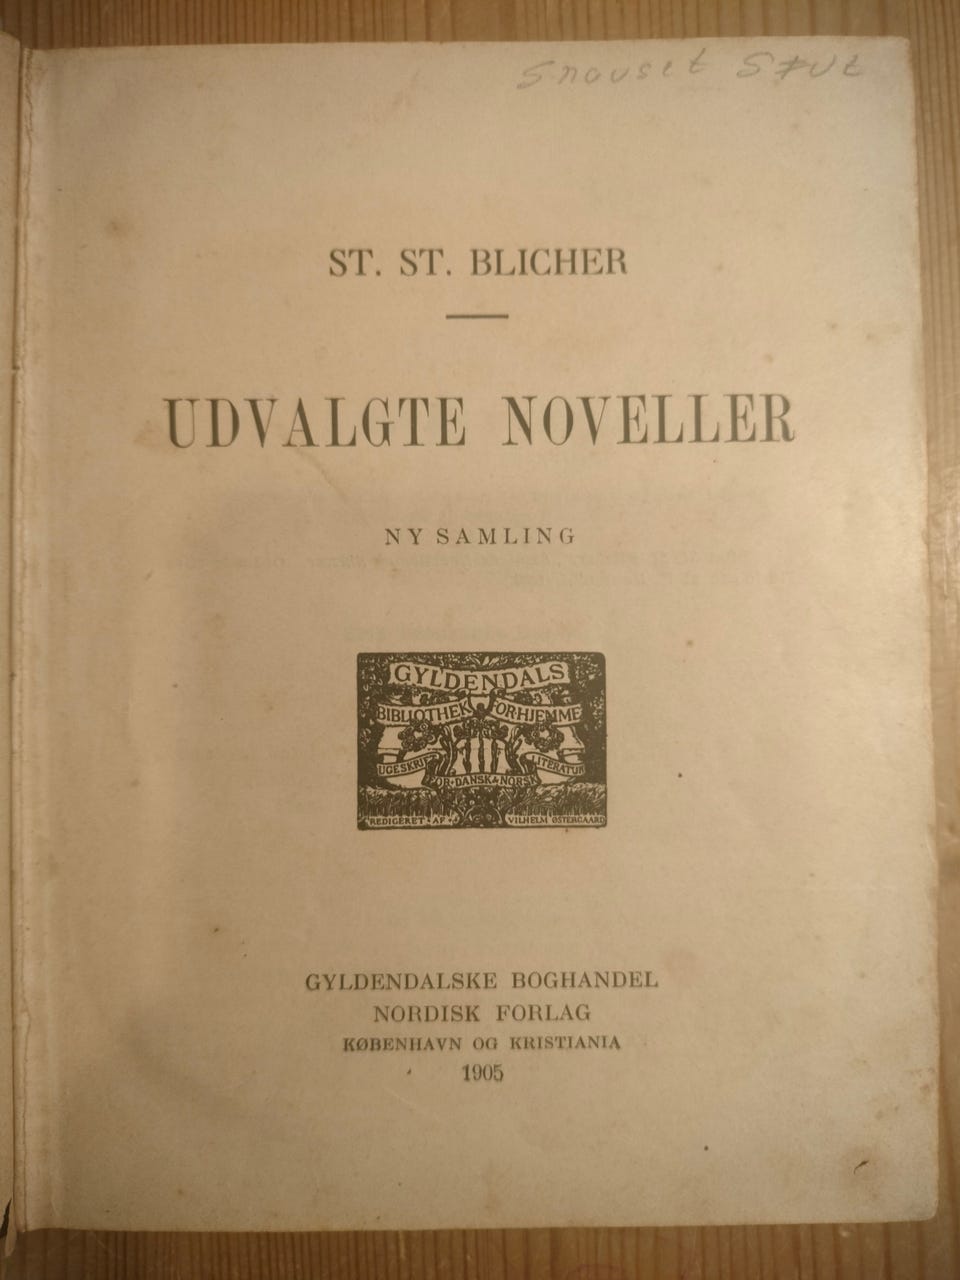 ST. ST. BLICHER
UDVALGTE NOVELLER
NY SAMLING
GYLDENDALS
BIBLIOTHEK FOR·HJEMME
UGESKRIFT LITERATUR
FOR·DANSK&NORSK
REDIGERET·AF· VILHELM ØSTERGAARD
GYLDENDALSKE BOGHANDEL
NORDISK FORLAG
KØBENHAVN OG KRISTIANIA
1905